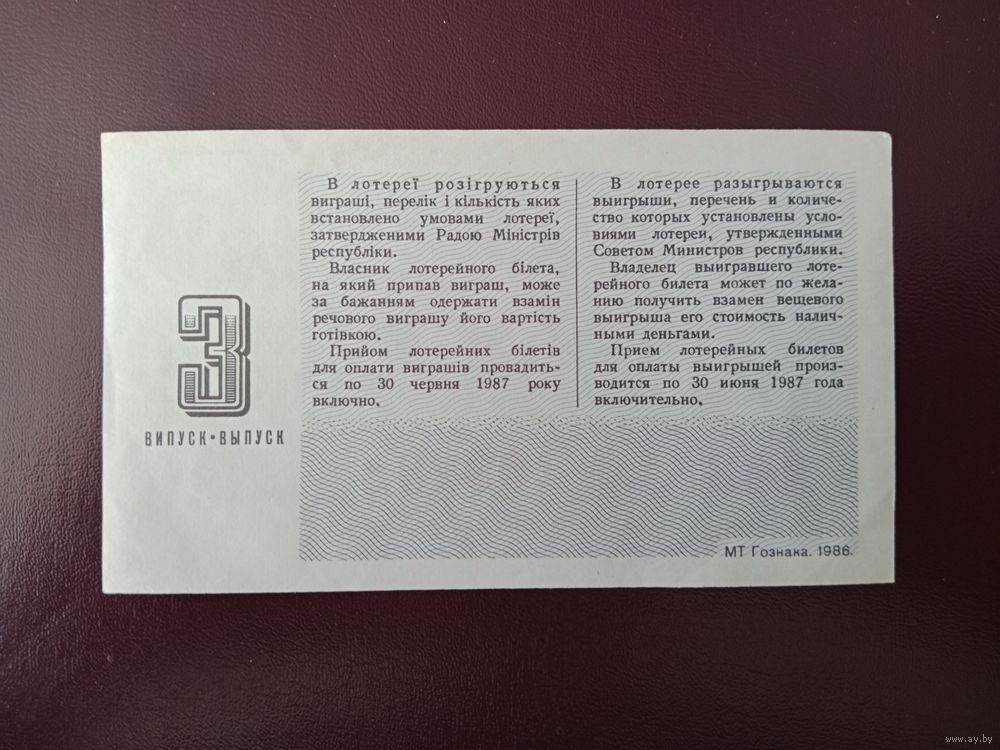 В лотереї розігруються
виграші, перелік і кількість яких
встановлено умовами лотереї,
затвердженими Радою Міністрів
республіки.
Власник лотерейного білета,
на який припав виграш, може
за бажанням одержати взамін
речового виграшу його вартість
готівкою.
Прийом лотерейних білетів
для оплати виграшів провадить-
ся по 30 червня 1987 року
включно.
В лотерее разыгрываются
выигрыши, перечень и количе-
ство которых установлены усло-
виями лотереи, утвержденными
Советом Министров республики.
Владелец выигравшего лоте-
рейного билета может по жела-
нию получить взамен вещевого
выигрыша его стоимость налич-
ными деньгами.
Прием лотерейных билетов
для оплаты выигрышей произ-
водится по 30 июня 1987 года
включительно.
3
ВИПУСК•ВЫПУСК
МТ Гознака. 1986.
www.ay.by